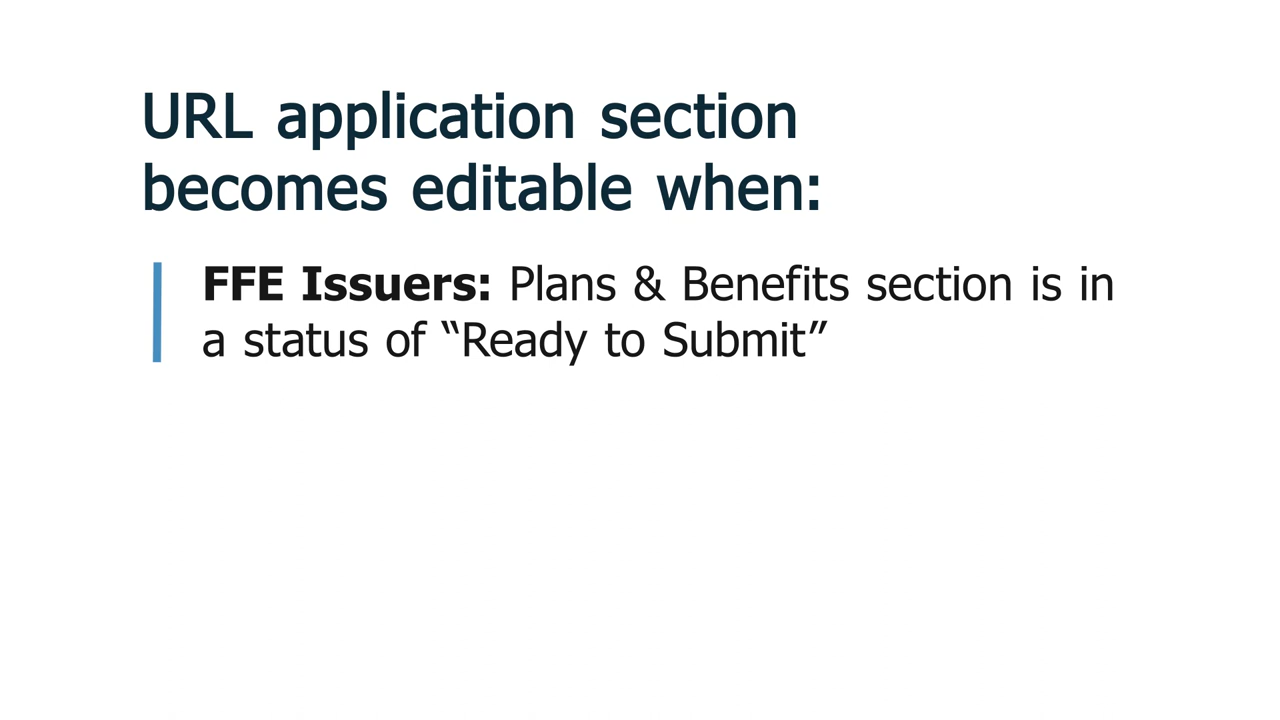 URL application section
becomes editable when:
FFE Issuers: Plans & Benefits section is in
a status of “Ready to Submit”